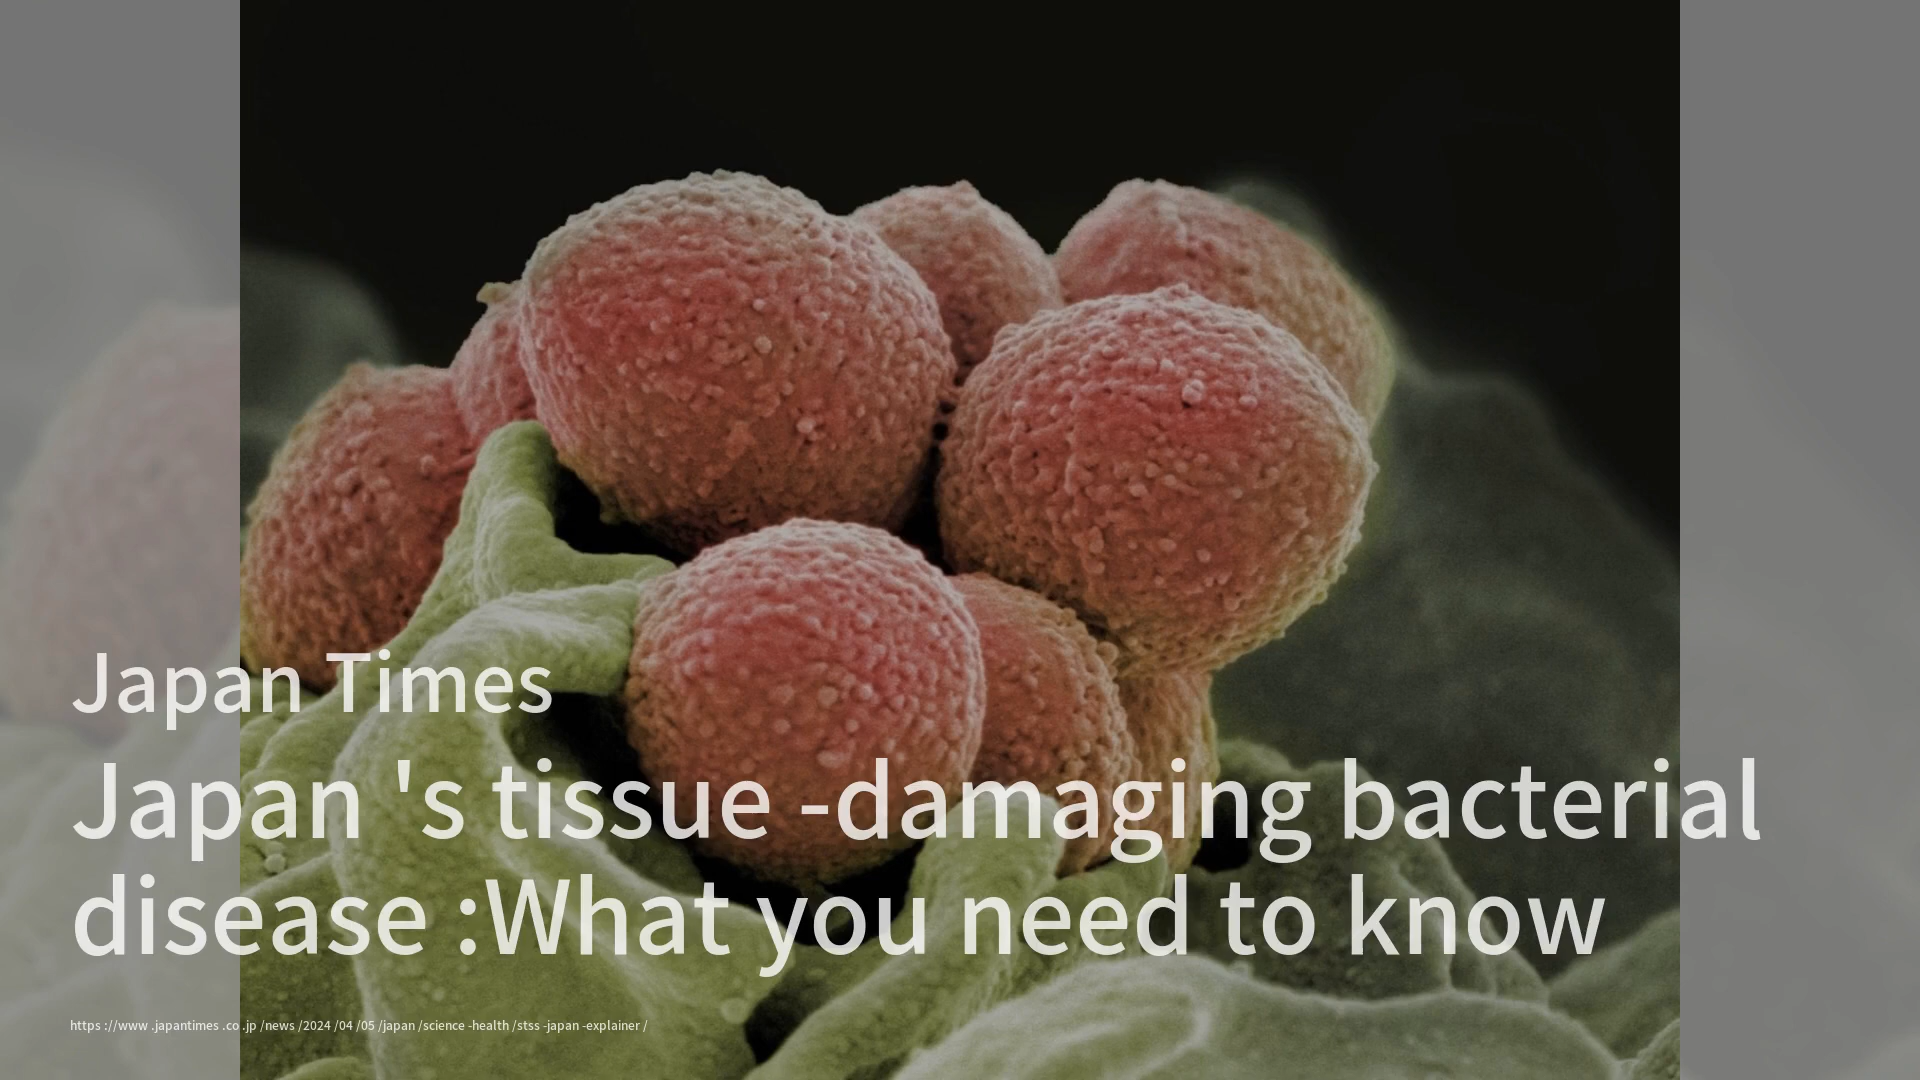 Japan Times
Japan 's tissue -damaging bacterial
disease :What you need to know
https ://www .japantimes .co .jp /news /2024 /04 /05 /japan /science -health /stss -japan -explainer /